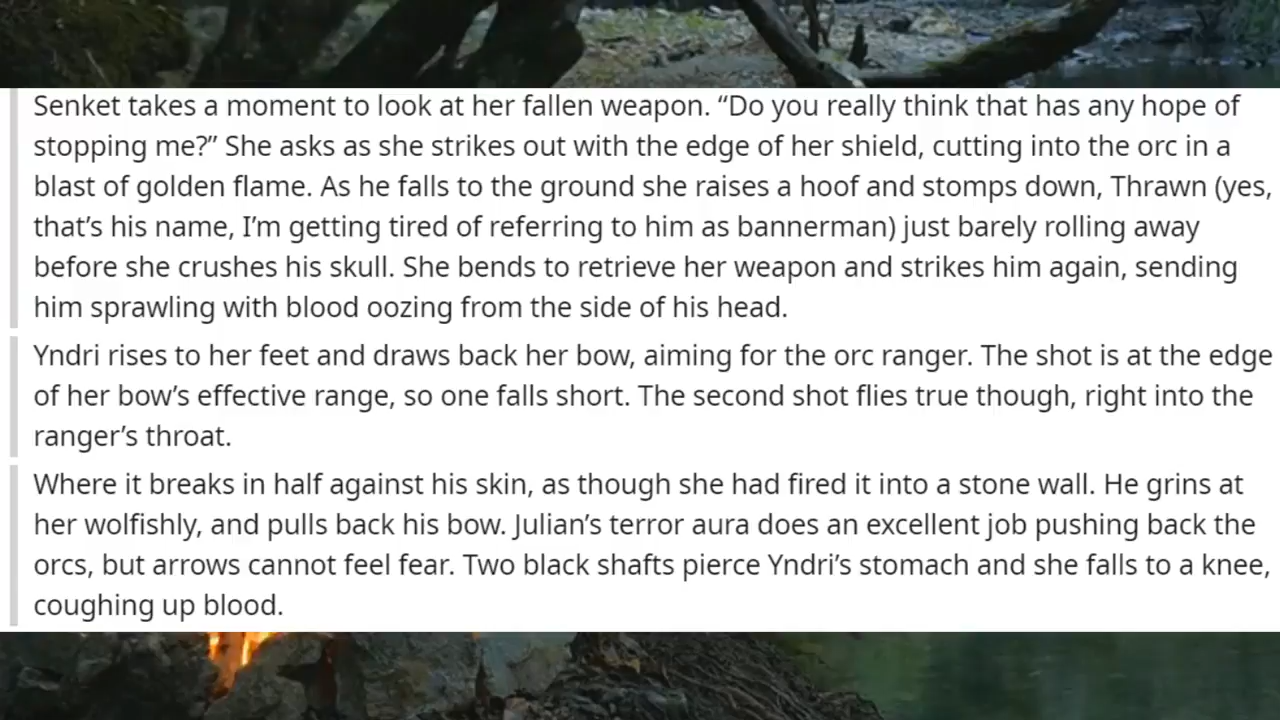 Senket takes a moment to look at her fallen weapon. “Do you really think that has any hope of
stopping me?” She asks as she strikes out with the edge of her shield, cutting into the orc in a
blast of golden flame. As he falls to the ground she raises a hoof and stomps down, Thrawn (yes,
that’s his name, I’m getting tired of referring to him as bannerman) just barely rolling away
before she crushes his skull. She bends to retrieve her weapon and strikes him again, sending
him sprawling with blood oozing from the side of his head.
Yndri rises to her feet and draws back her bow, aiming for the orc ranger. The shot is at the edge
of her bow’s effective range, so one falls short. The second shot flies true though, right into the
ranger’s throat.
Where it breaks in half against his skin, as though she had fired it into a stone wall. He grins at
her wolfishly, and pulls back his bow. Julian’s terror aura does an excellent job pushing back the
orcs, but arrows cannot feel fear. Two black shafts pierce Yndri’s stomach and she falls to a knee,
coughing up blood.